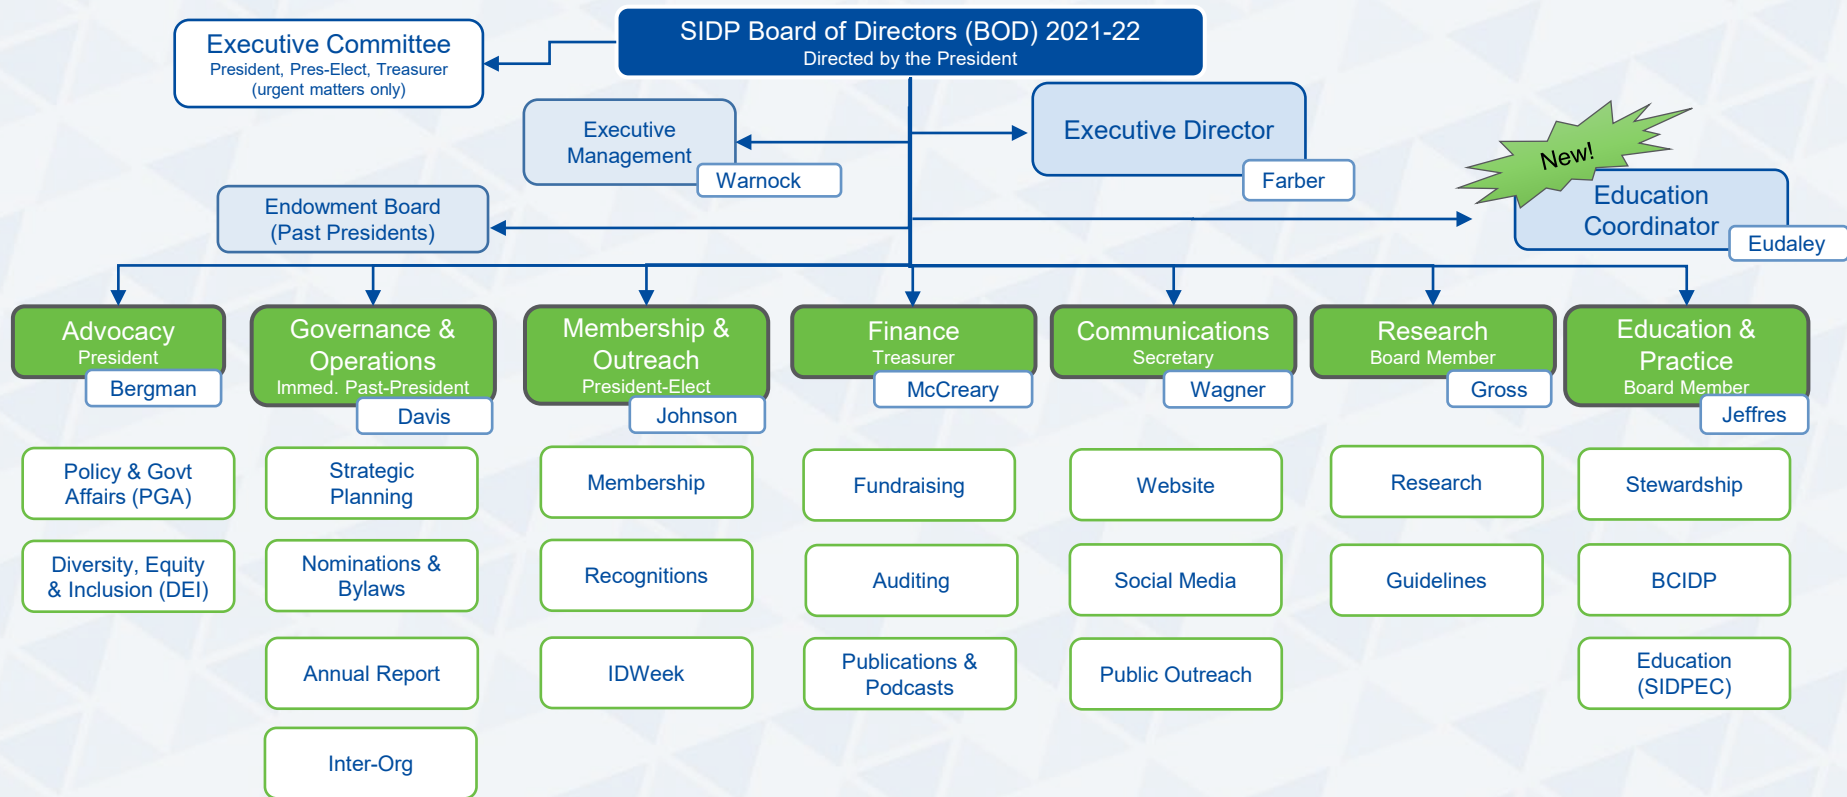 SIDP Board of Directors (BOD) 2021-22
Directed by the President
Executive Committee
President, Pres-Elect, Treasurer
(urgent matters only)
Executive
Management
Warnock
Executive Director
Farber
New!
Education
Coordinator
Eudaley
Endowment Board
(Past Presidents)
Advocacy
President
Bergman
Governance &
Operations
Immed. Past-President
Davis
Membership &
Outreach
President-Elect
Johnson
Finance
Treasurer
McCreary
Communications
Secretary
Wagner
Research
Board Member
Gross
Education &
Practice
Board Member
Jeffres
Policy & Govt
Affairs (PGA)
Diversity, Equity
& Inclusion (DEI)
Strategic
Planning
Nominations &
Bylaws
Annual Report
Inter-Org
Membership
Recognitions
IDWeek
Fundraising
Auditing
Publications &
Podcasts
Website
Social Media
Public Outreach
Research
Guidelines
Stewardship
BCIDP
Education
(SIDPEC)